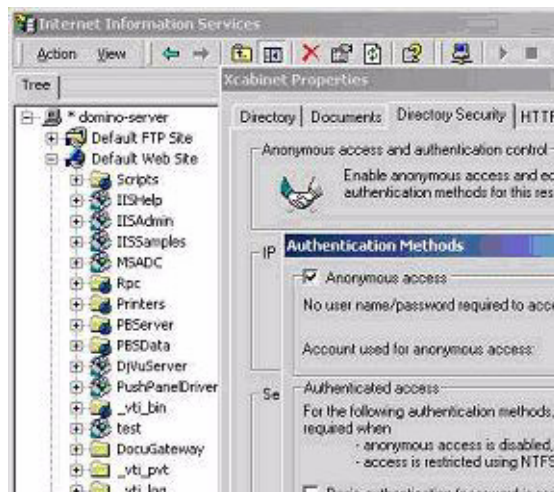 Internet Information Services
Action View
Tree
Xcabinet Properties
* domino-server
Default FTP Site
Default Web Site
Scripts
IISHelp
IISAdmin
IISSamples
MSADC
Rpc
Printers
PBServer
PBSData
DjVuServer
PushPanelDriver
_vti_bin
test
DocuGateway
_vti_pvt
_vti_log
Directory Documents Directory Security HTTP
Anonymous access and authentication control
Enable anonymous access and
authentication methods for this
IP
Authentication Methods
Anonymous access
No user name/password required to
Account used for anonymous access:
Se
Authenticated access
For the following authentication methods,
required when
- anonymous access is disabled,
- access is restricted using NTFS